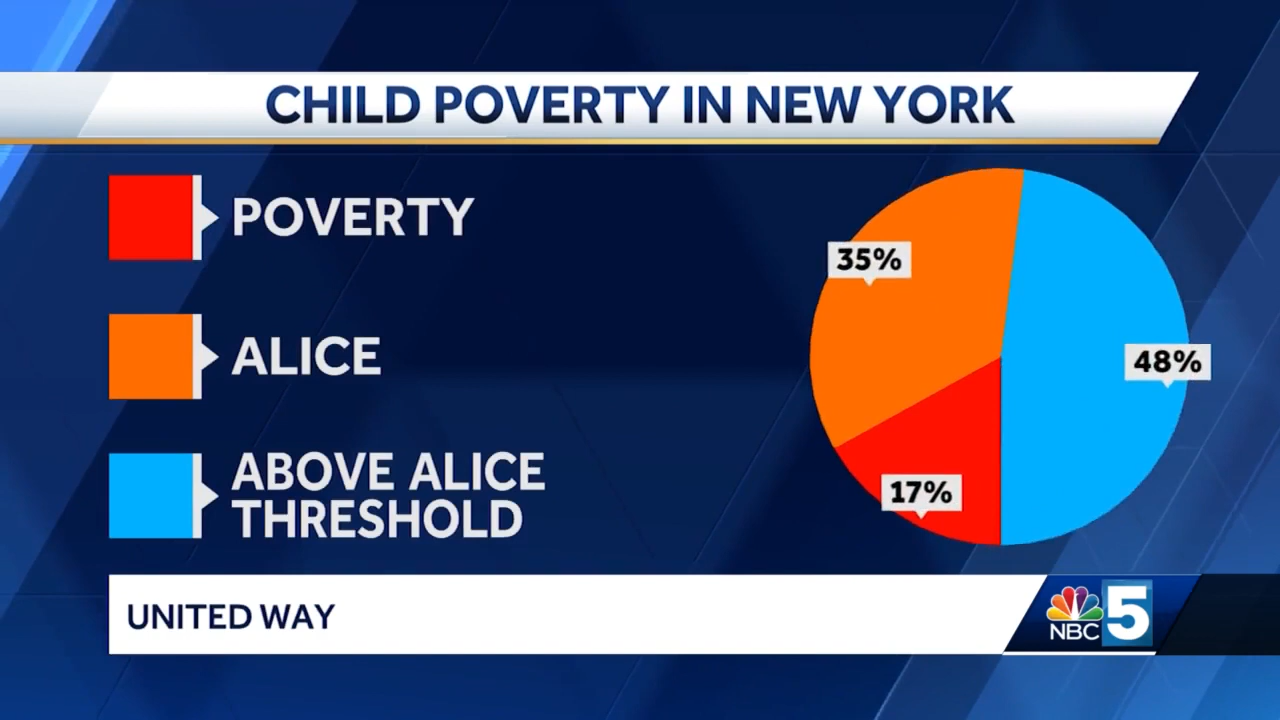 CHILD POVERTY IN NEW YORK
POVERTY
ALICE
ABOVE ALICE
THRESHOLD
35%
48%
17%
UNITED WAY
NBC 5